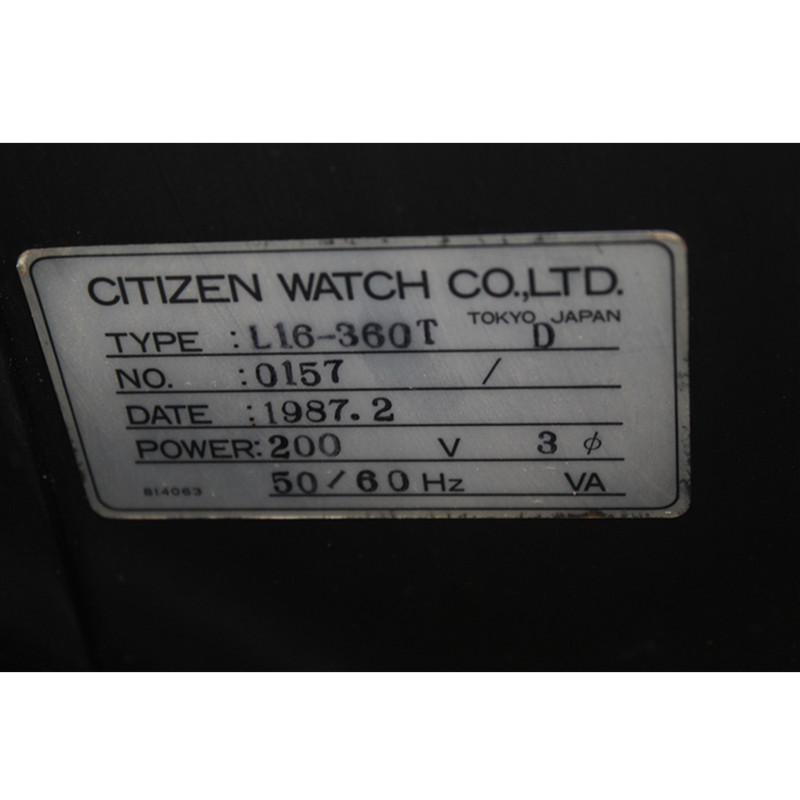 CITIZEN WATCH CO.,LTD.
TOKYO JAPAN
TYPE : L16-360T D
NO. : 0157 /
DATE : 1987.2
POWER: 200 V 3 φ
814063 50/60 Hz VA